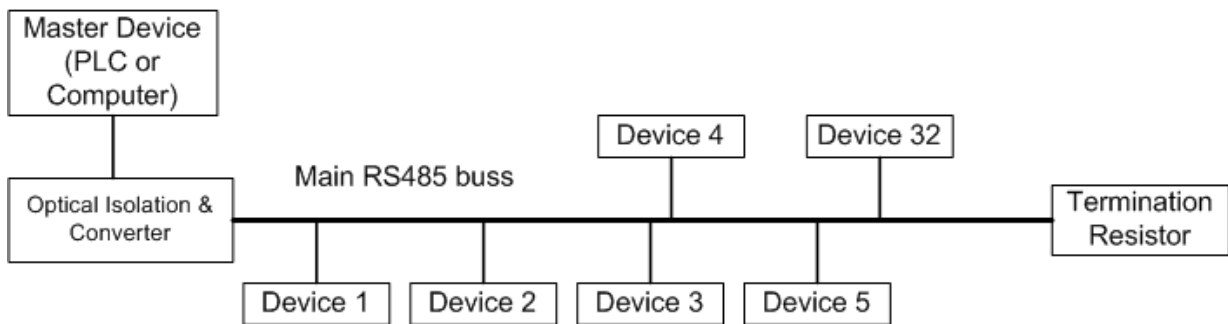 Master Device
(PLC or
Computer)
Device 4
Device 32
Main RS485 buss
Optical Isolation &
Converter
Termination
Resistor
Device 1
Device 2
Device 3
Device 5